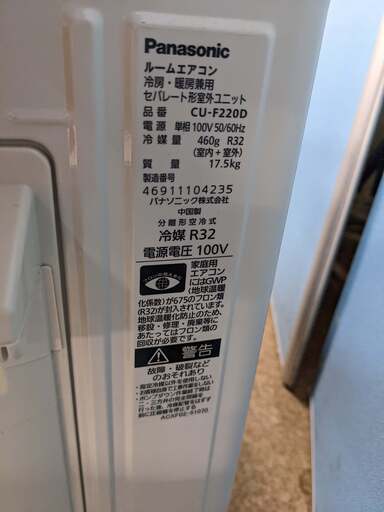 Panasonic
ルームエアコン
冷房・暖房兼用
セパレート形室外ユニット
品番 CU-F220D
電源 単相100V 50/60Hz
冷媒量 460g R32
(室内+室外)
質量 17.5kg
製造番号
46911104235
パナソニック株式会社
中国製
分離形空冷式
冷媒 R32
電源電圧 100V
家庭用
エアコン
にはGWP
(地球温暖
化係数)が675のフロン類
(R32)が封入されています。
地球温暖化防止のため、
移設・修理・廃棄等に
あたってはフロン類の
回収が必要です。
警告
故障・破裂など
のおそれあり